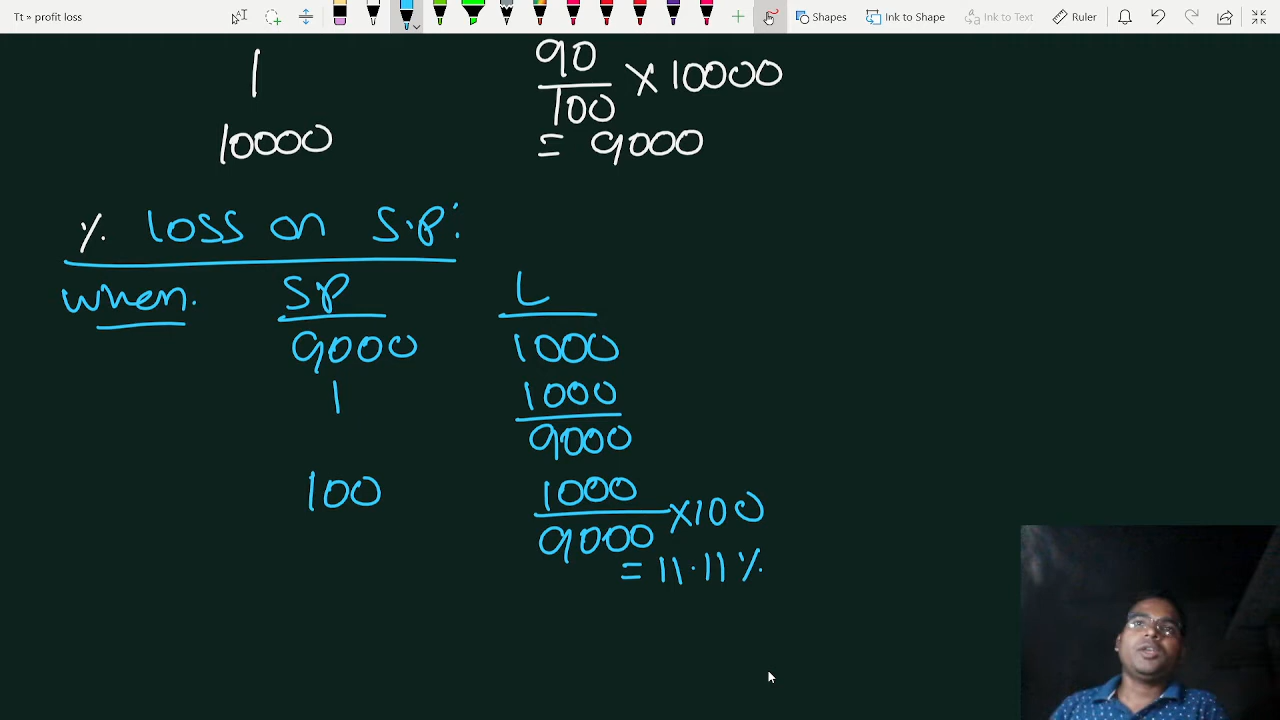 Tt » profit loss
Shapes Ink to Shape Ink to Text Ruler
1 90/100 × 10000
10000 = 9000
% loss on S.P:
when. SP L
9000 1000
1 1000/9000
100 1000/9000 ×100
= 11.11 %